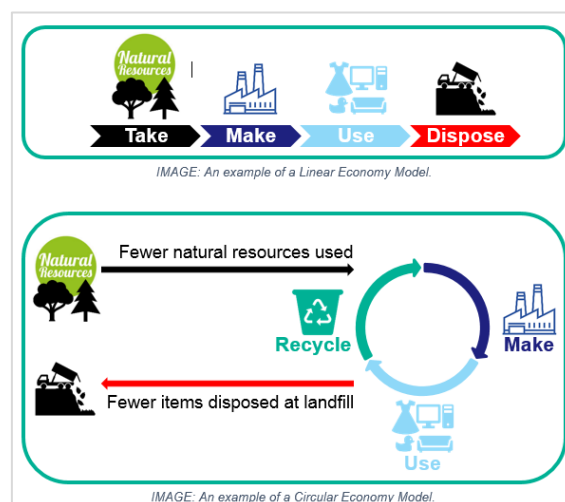 Natural
Resources
Take
Make
Use
Dispose
IMAGE: An example of a Linear Economy Model.
Natural
Resources
Fewer natural resources used
Recycle
Make
Fewer items disposed at landfill
Use
IMAGE: An example of a Circular Economy Model.